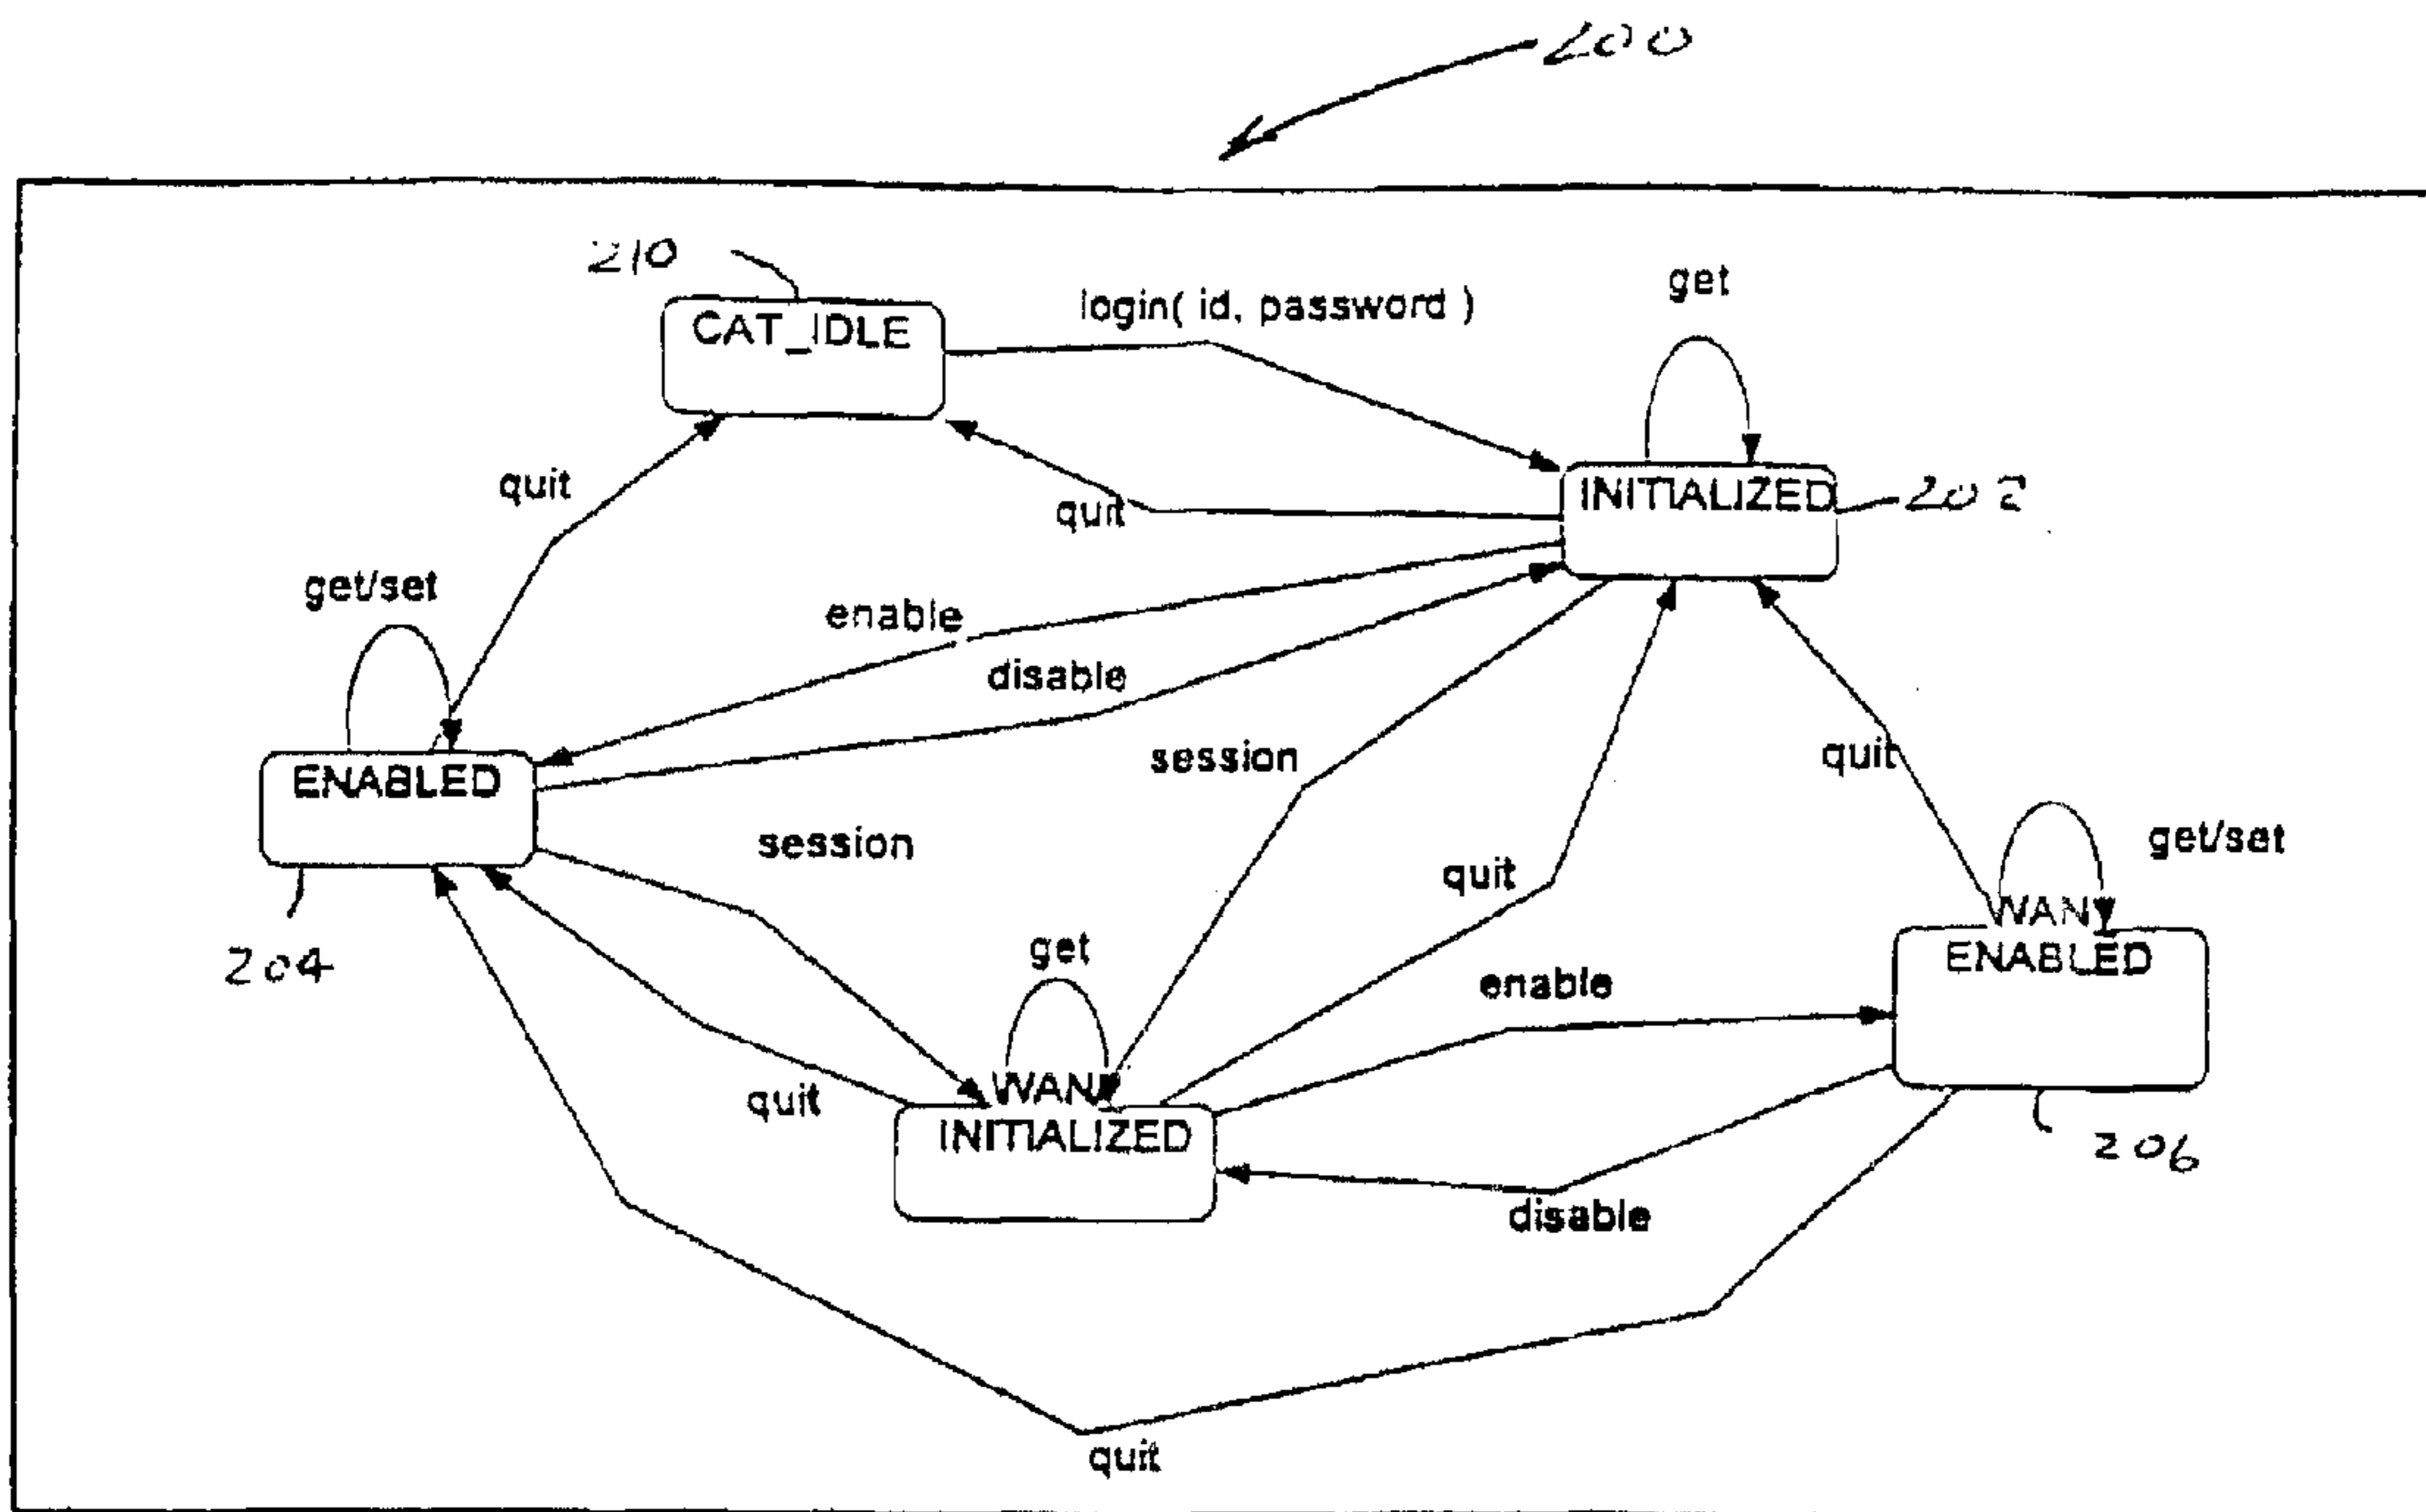 200
210
CAT_IDLE
login( id, password )
get
quit
quit
INITIALIZED
202
get/set
enable
disable
ENABLED
session
session
quit
quit
get/set
204
get
WAN
ENABLED
enable
quit
WAN
INITIALIZED
206
disable
quit